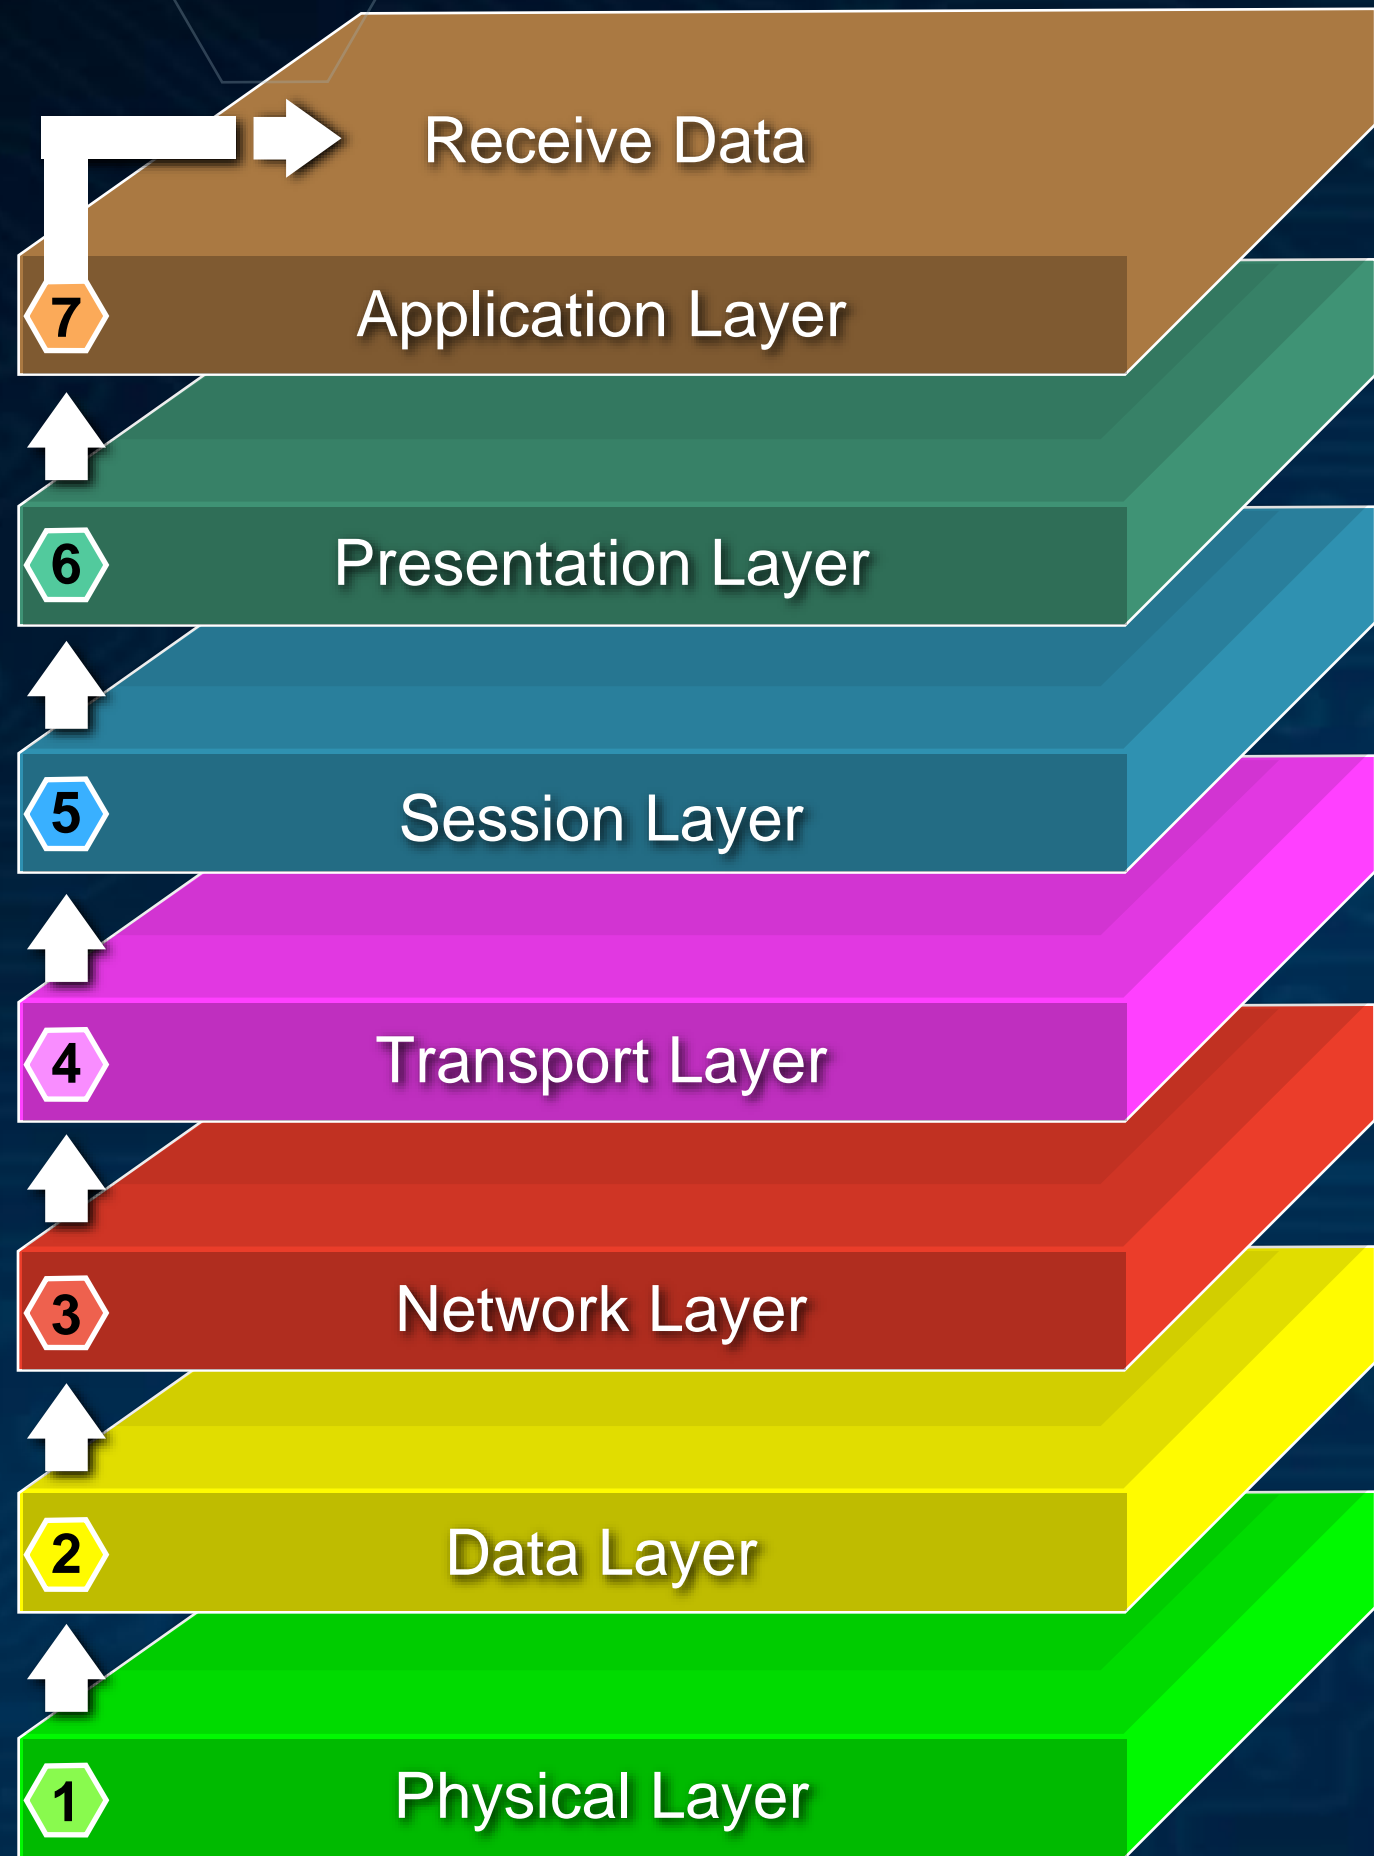 Receive Data
7 Application Layer
6 Presentation Layer
5 Session Layer
4 Transport Layer
3 Network Layer
2 Data Layer
1 Physical Layer